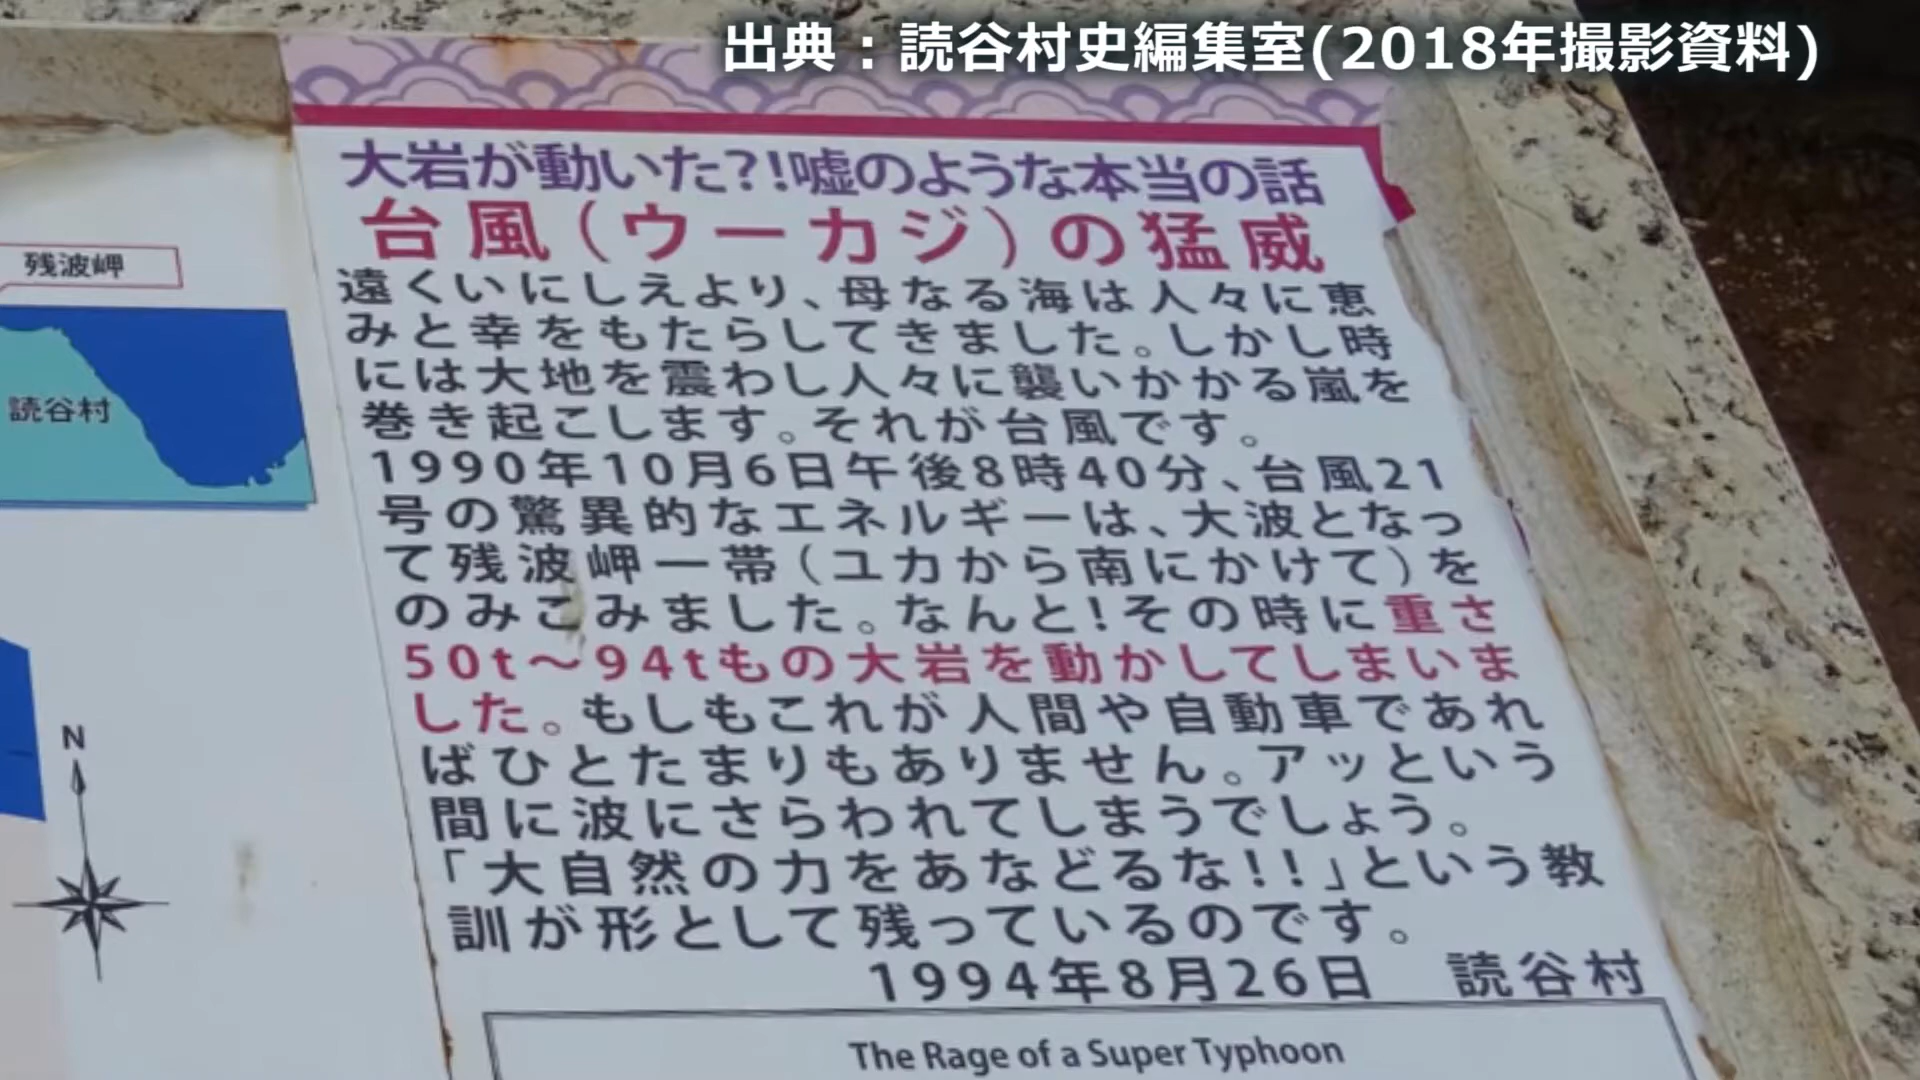 出典：読谷村史編集室(2018年撮影資料)
大岩が動いた?!嘘のような本当の話
台風(ウーカジ)の猛威
遠くいにしえより、母なる海は人々に恵
みと幸をもたらしてきました。しかし時
には大地を震わし人々に襲いかかる嵐を
巻き起こします。それが台風です。
1990年10月6日午後8時40分、台風21
号の驚異的なエネルギーは、大波となっ
て残波岬一帯(ユカから南にかけて)を
のみこみました。なんと!その時に重さ
50t～94tもの大岩を動かしてしまいま
した。もしもこれが人間や自動車であれ
ばひとたまりもありません。アッという
間に波にさらわれてしまうでしょう。
「大自然の力をあなどるな!!」という教
訓が形として残っているのです。
1994年8月26日　読谷村
The Rage of a Super Typhoon
残波岬
読谷村
N